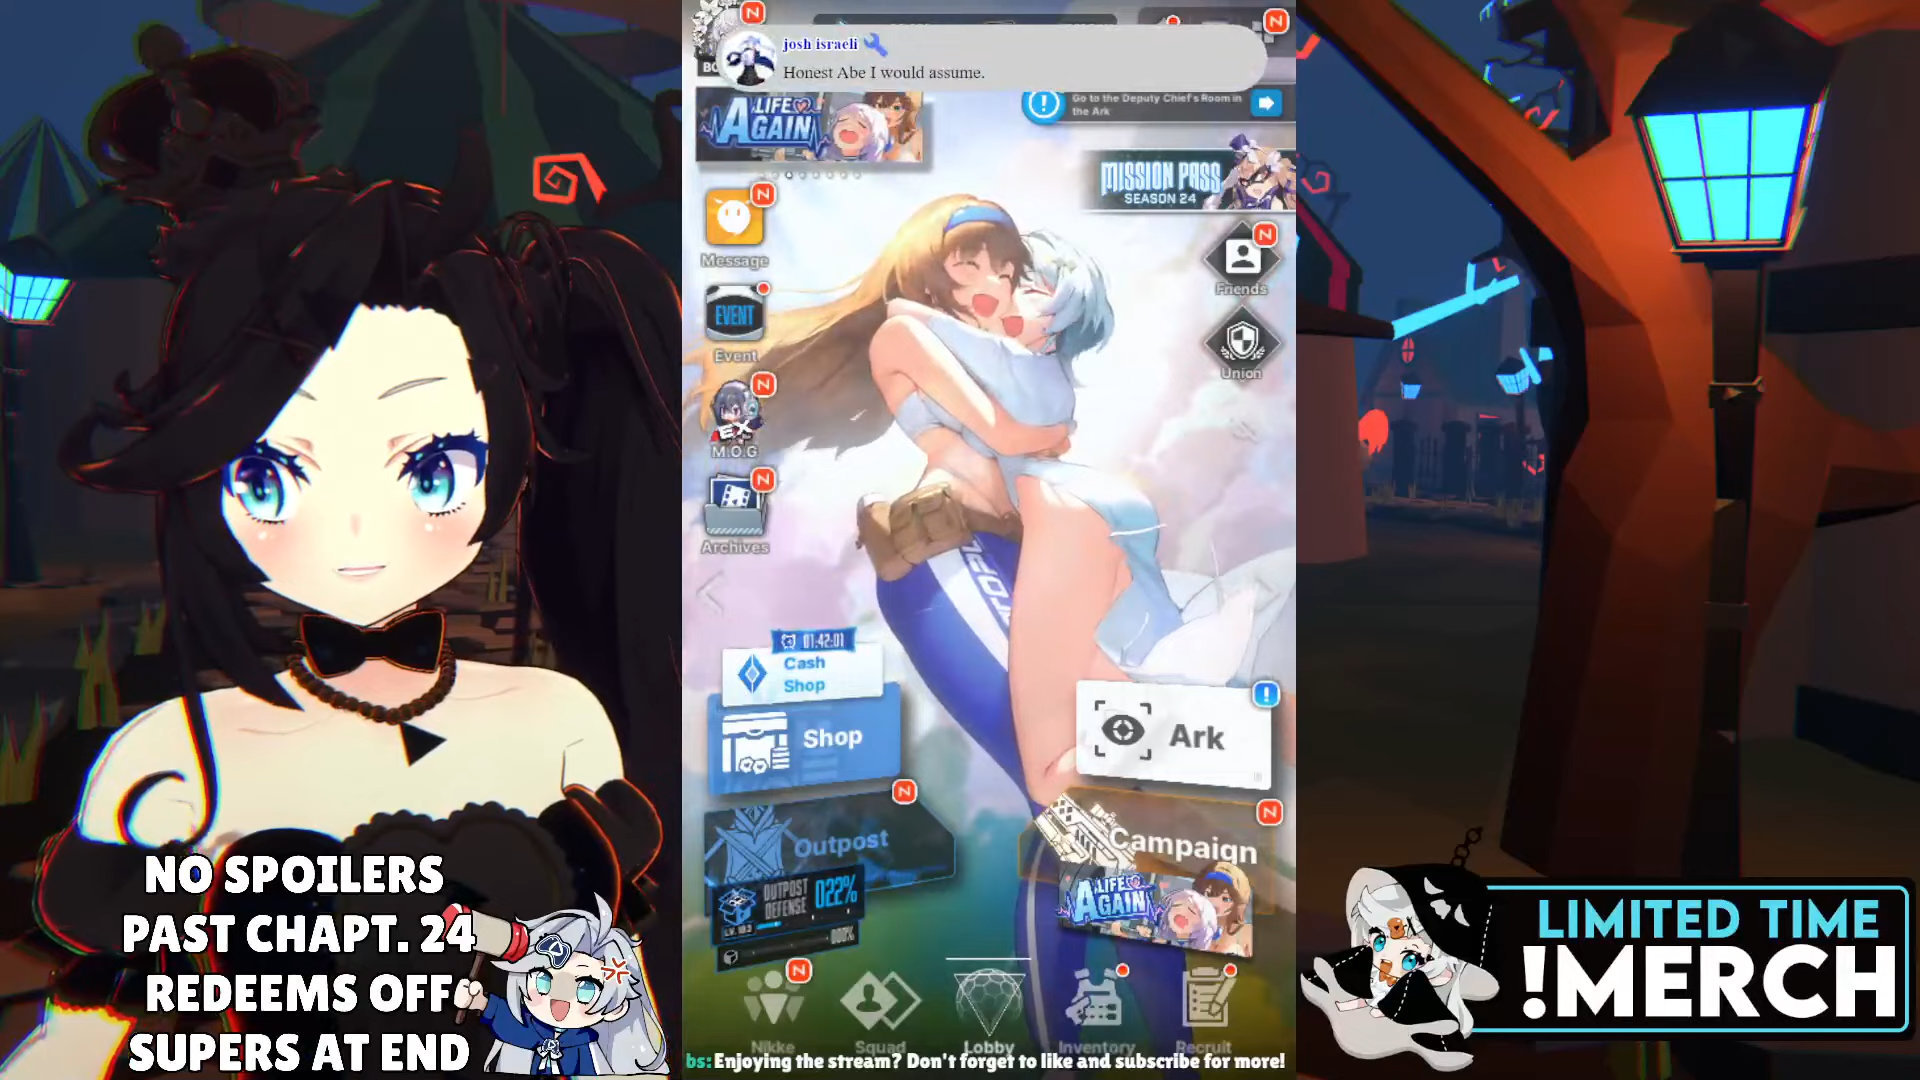 josh israeli
Honest Abe I would assume.
LIFE
AGAIN
Go to the Deputy Chief's Room in
the Ark
MISSION PASS
SEASON 24
N
Message
EVENT
Event
EX
M.O.G
Archives
Friends
Union
01:42:01
Cash
Shop
Shop
Ark
Outpost
OUTPOST
DEFENSE
022%
000%
Campaign
A LIFE
AGAIN
Nikke
Squad
Lobby
Inventory
Recruit
bs: Enjoying the stream? Don't forget to like and subscribe for more!
NO SPOILERS
PAST CHAPT. 24
REDEEMS OFF
SUPERS AT END
LIMITED TIME
!MERCH